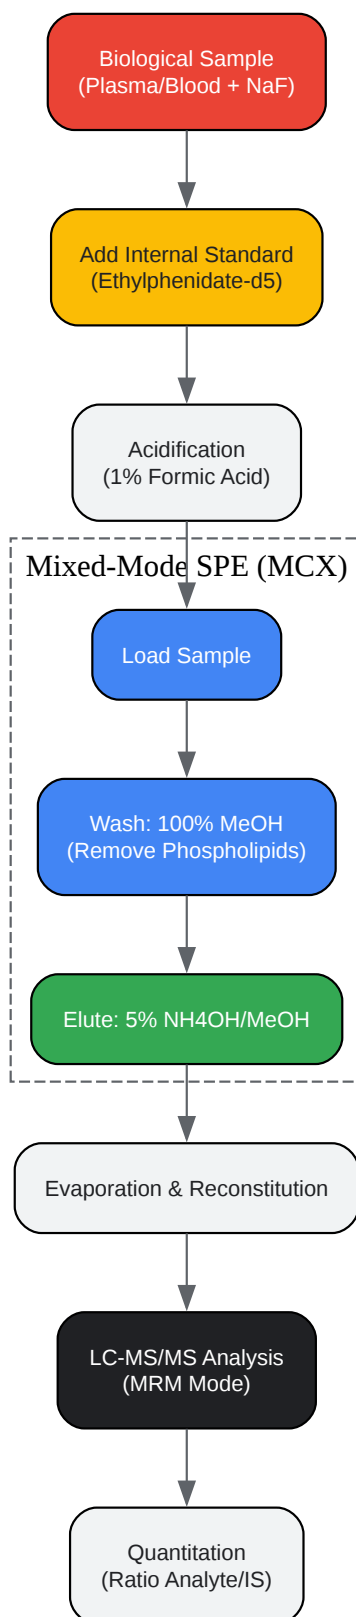 Biological Sample
(Plasma/Blood + NaF)
Add Internal Standard
(Ethylphenidate-d5)
Acidification
(1% Formic Acid)
Mixed-Mode SPE (MCX)
Load Sample
Wash: 100% MeOH
(Remove Phospholipids)
Elute: 5% NH4OH/MeOH
Evaporation & Reconstitution
LC-MS/MS Analysis
(MRM Mode)
Quantitation
(Ratio Analyte/IS)